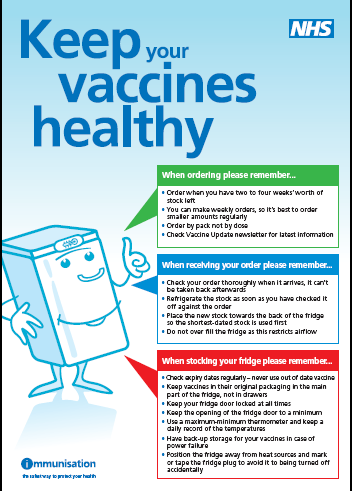 NHS
Keep your
vaccines
healthy
When ordering please remember...
• Order when you have two to four weeks' worth of
stock left
• You can make weekly orders, so it's best to order
smaller amounts regularly
• Order by pack not by dose
• Check Vaccine Update newsletter for latest information
When receiving your order please remember...
• Check your order thoroughly when it arrives, it can't
be taken back afterwards
• Refrigerate the stock as soon as you have checked it
off against the order
• Place the new stock towards the back of the fridge
so the shortest-dated stock is used first
• Do not over fill the fridge as this restricts airflow
When stocking your fridge please remember...
• Check expiry dates regularly – never use out of date vaccine
• Keep vaccines in their original packaging in the main
part of the fridge, not in drawers
• Keep your fridge door locked at all times
• Keep the opening of the fridge door to a minimum
• Use a maximum-minimum thermometer and keep a
daily record of the temperatures
• Have back-up storage for your vaccines in case of
power failure
• Position the fridge away from heat sources and mark
or tape the fridge plug to avoid it to being turned off
accidentally
immunisation
the safest way to protect your health